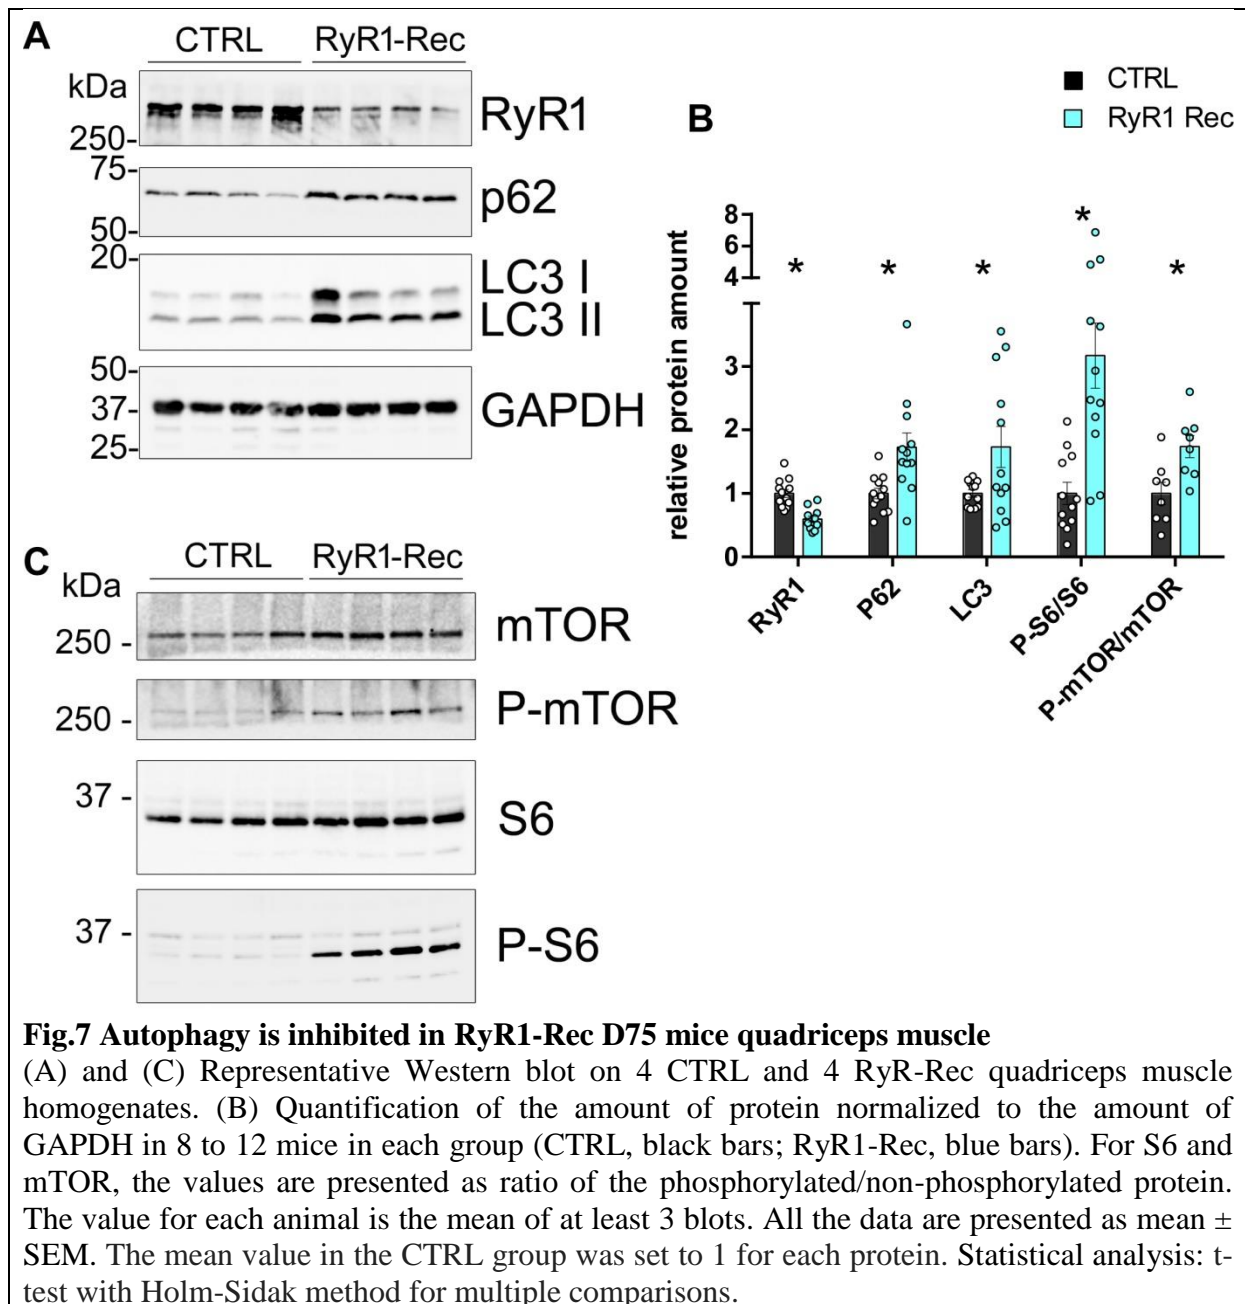 A
CTRL RyR1-Rec
kDa
250- RyR1
75-
p62
50-
20-
LC3 I
LC3 II
50-
37- GAPDH
25-
B
CTRL
RyR1 Rec
relative protein amount
8
6
4
3
2
1
0
* * * * *
RyR1 P62 LC3 P-S6/S6 P-mTOR/mTOR
C
CTRL RyR1-Rec
kDa
mTOR
250 -
P-mTOR
250 -
37 -
S6
37 -
P-S6
Fig.7 Autophagy is inhibited in RyR1-Rec D75 mice quadriceps muscle
(A) and (C) Representative Western blot on 4 CTRL and 4 RyR-Rec quadriceps muscle
homogenates. (B) Quantification of the amount of protein normalized to the amount of
GAPDH in 8 to 12 mice in each group (CTRL, black bars; RyR1-Rec, blue bars). For S6 and
mTOR, the values are presented as ratio of the phosphorylated/non-phosphorylated protein.
The value for each animal is the mean of at least 3 blots. All the data are presented as mean ±
SEM. The mean value in the CTRL group was set to 1 for each protein. Statistical analysis: t-
test with Holm-Sidak method for multiple comparisons.